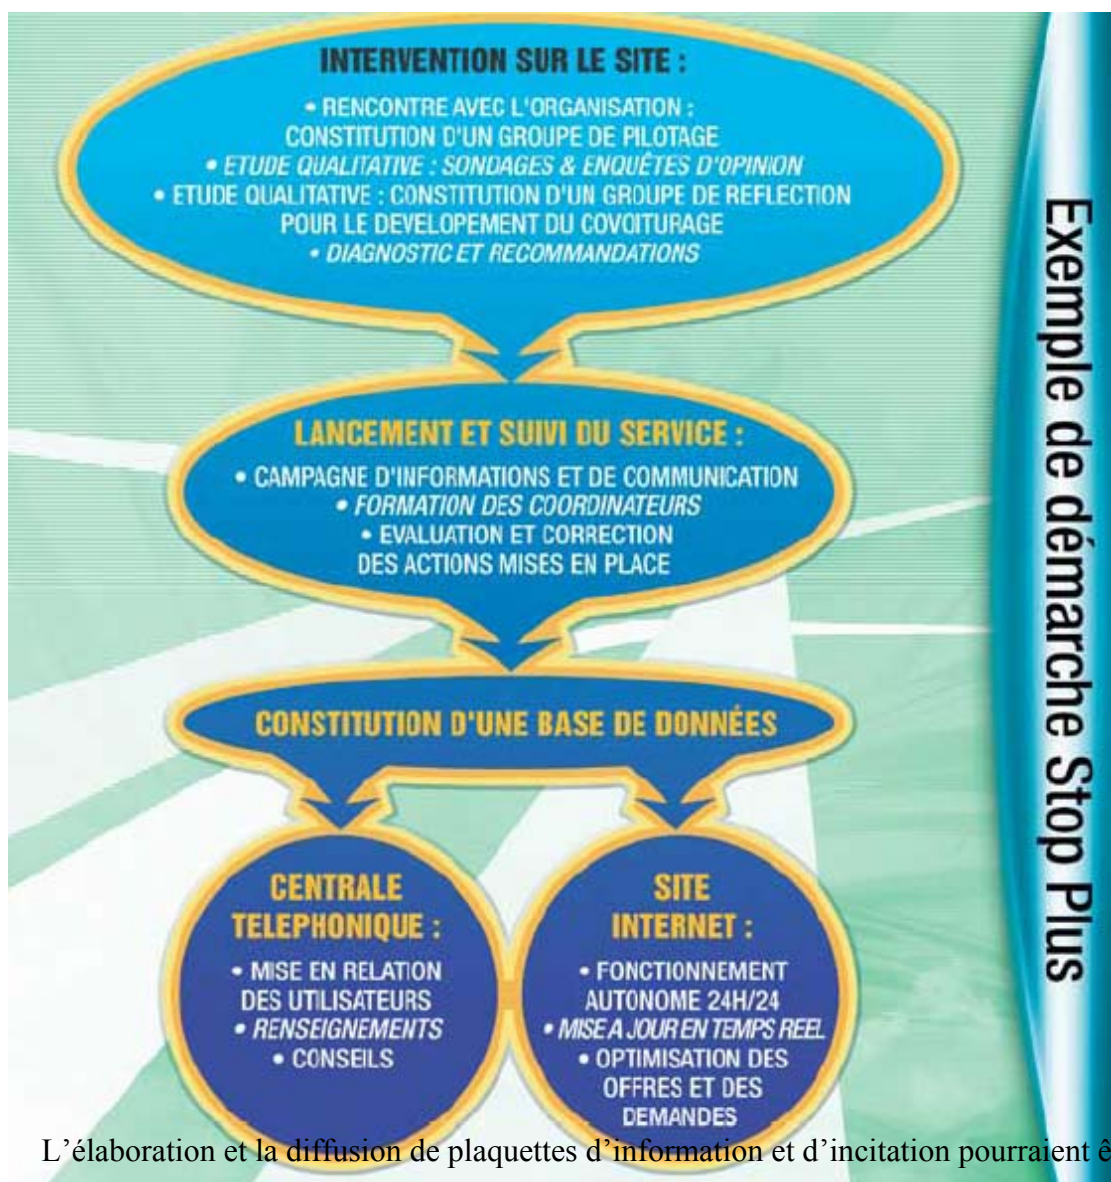 INTERVENTION SUR LE SITE :
• RENCONTRE AVEC L'ORGANISATION :
CONSTITUTION D'UN GROUPE DE PILOTAGE
• ETUDE QUALITATIVE : SONDAGES & ENQUÊTES D'OPINION
• ETUDE QUALITATIVE : CONSTITUTION D'UN GROUPE DE REFLECTION
POUR LE DEVELOPEMENT DU COVOITURAGE
• DIAGNOSTIC ET RECOMMANDATIONS
LANCEMENT ET SUIVI DU SERVICE :
• CAMPAGNE D'INFORMATIONS ET DE COMMUNICATION
• FORMATION DES COORDINATEURS
• EVALUATION ET CORRECTION
DES ACTIONS MISES EN PLACE
CONSTITUTION D'UNE BASE DE DONNÉES
CENTRALE
TELEPHONIQUE :
• MISE EN RELATION
DES UTILISATEURS
• RENSEIGNEMENTS
• CONSEILS
SITE
INTERNET :
• FONCTIONNEMENT
AUTONOME 24H/24
• MISE A JOUR EN TEMPS REEL
• OPTIMISATION DES
OFFRES ET DES
DEMANDES
Exemple de démarche Stop Plus
L'élaboration et la diffusion de plaquettes d'information et d'incitation pourraient ê